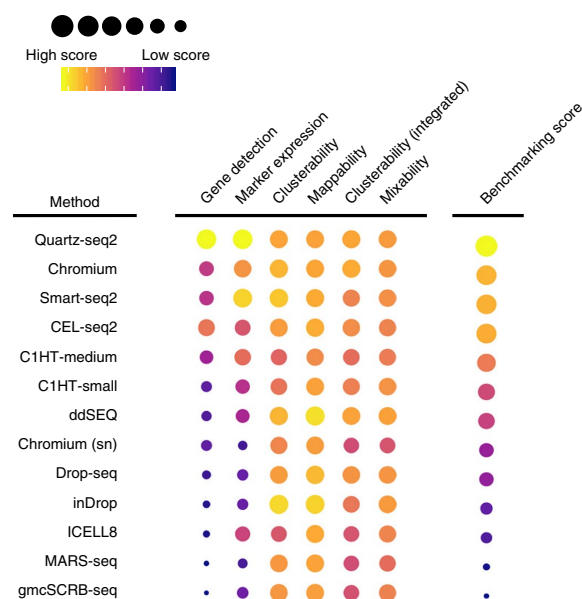 High score Low score
Gene detection
Marker expression
Clusterability
Mappability
Clusterability (integrated)
Mixability
Benchmarking score
Method
Quartz-seq2
Chromium
Smart-seq2
CEL-seq2
C1HT-medium
C1HT-small
ddSEQ
Chromium (sn)
Drop-seq
inDrop
ICELL8
MARS-seq
gmcSCRB-seq